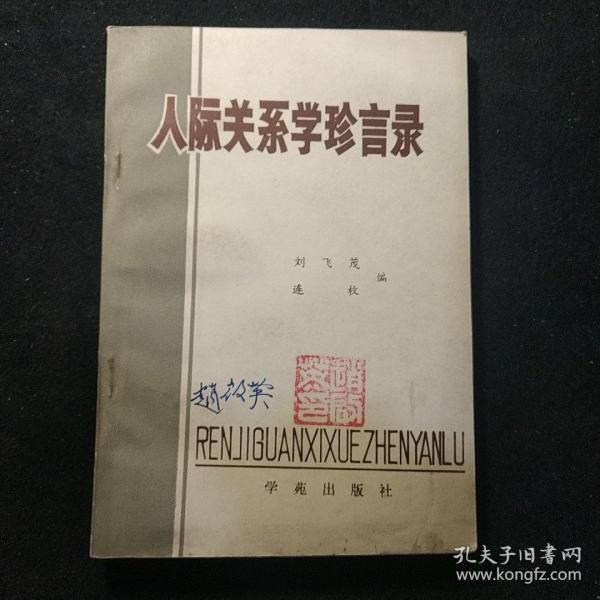 人际关系学珍言录
刘飞茂
连枚
编
RENJIGUANXIXUEZHENYANLU
学苑出版社
孔夫子旧书网
www.kongfz.com